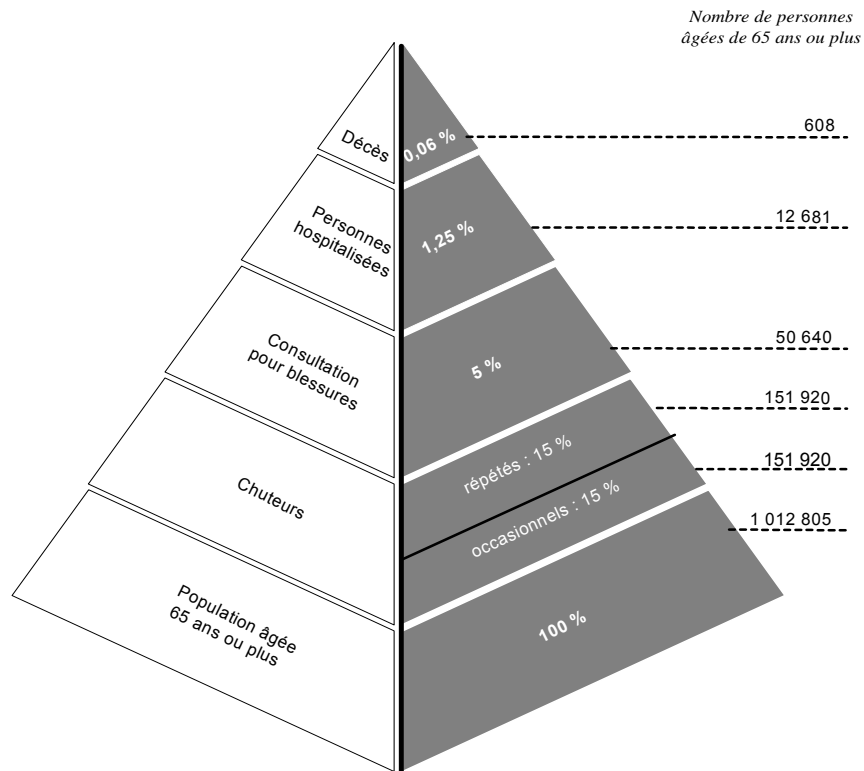 Nombre de personnes
âgées de 65 ans ou plus
Décès
0,06 %
608
Personnes
hospitalisées
1,25 %
12 681
Consultation
pour blessures
5 %
50 640
Chuteurs
répétés : 15 %
151 920
occasionnels : 15 %
151 920
Population âgée
65 ans ou plus
100 %
1 012 805